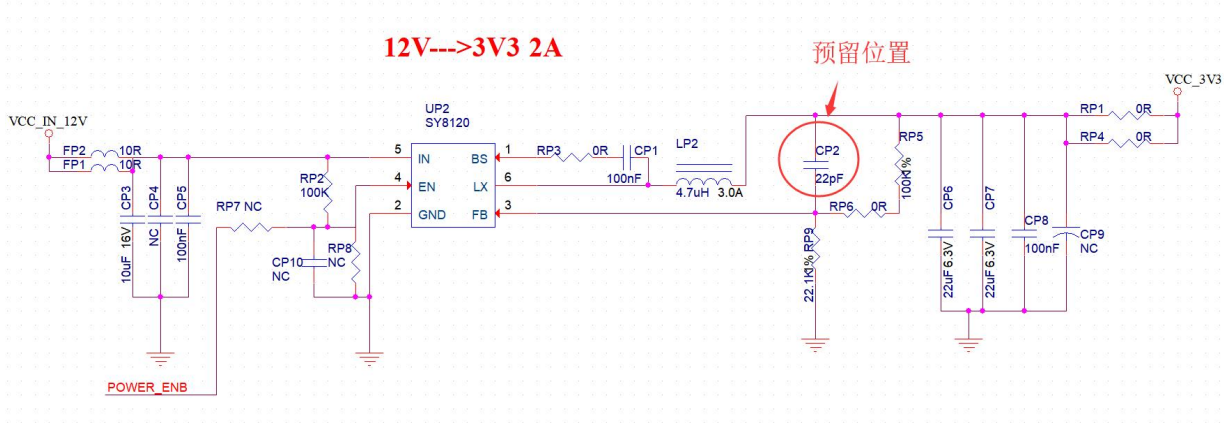 12V--->3V3 2A
预留位置
VCC_3V3
VCC_IN_12V
UP2
SY8120
FP2 10R
FP1 10R
RP1 0R
RP4 0R
5 IN
BS 1
4 EN
LX 6
2 GND
FB 3
RP3 0R
CP1
100nF
LP2
4.7uH 3.0A
CP2
22pF
RP5
100K1%
RP6 0R
RP9
22.1K1%
RP2
100K
RP7 NC
CP10
NC
RP8
NC
CP3
10uF 16V
CP4
NC
CP5
100nF
CP6
22uF 6.3V
CP7
22uF 6.3V
CP8
100nF
CP9
NC
POWER_ENB